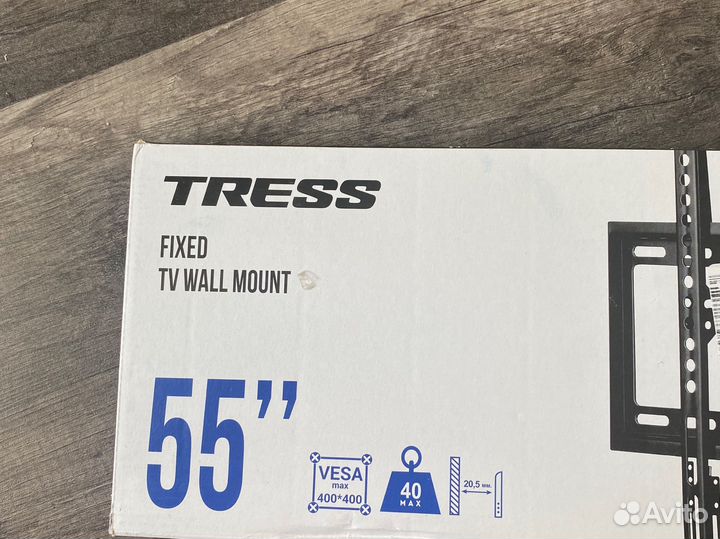 TRESS
FIXED
TV WALL MOUNT
55’’
VESA
max
400*400
40
MAX
20,5 мм.
Avito